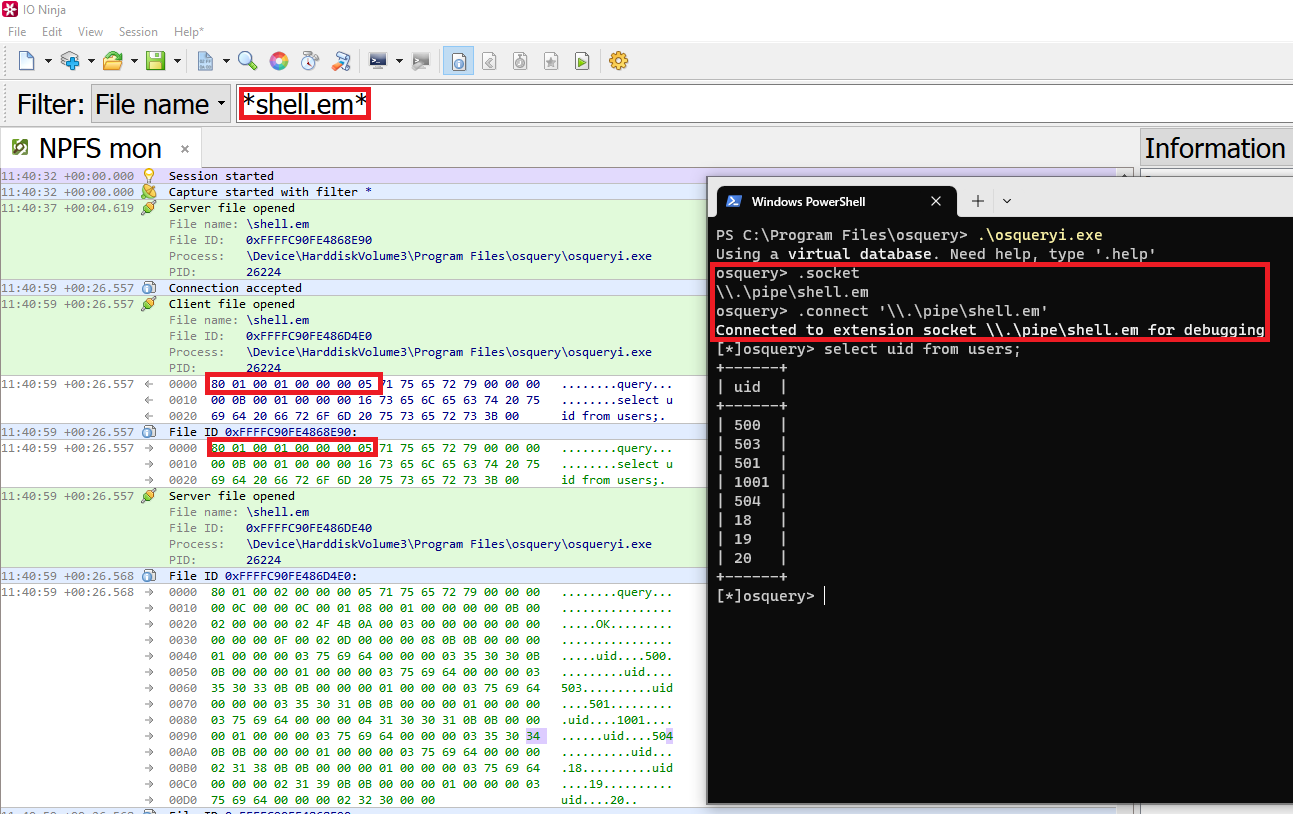 IO Ninja
File Edit View Session Help*
Filter: File name *shell.em*
NPFS mon ×
Information
11:40:32 +00:00.000 Session started
11:40:32 +00:00.000 Capture started with filter *
11:40:37 +00:04.619 Server file opened
File name: \shell.em
File ID: 0xFFFFC90FE4868E90
Process: \Device\HarddiskVolume3\Program Files\osquery\osqueryi.exe
PID: 26224
11:40:59 +00:26.557 Connection accepted
11:40:59 +00:26.557 Client file opened
File name: \shell.em
File ID: 0xFFFFC90FE486D4E0
Process: \Device\HarddiskVolume3\Program Files\osquery\osqueryi.exe
PID: 26224
11:40:59 +00:26.557 ← 0000 80 01 00 01 00 00 00 05 71 75 65 72 79 00 00 00 ........query...
← 0010 00 0B 00 01 00 00 00 16 73 65 6C 65 63 74 20 75 ........select u
← 0020 69 64 20 66 72 6F 6D 20 75 73 65 72 73 3B 00 id from users;.
11:40:59 +00:26.557 File ID 0xFFFFC90FE4868E90:
11:40:59 +00:26.557 → 0000 80 01 00 01 00 00 00 05 71 75 65 72 79 00 00 00 ........query...
→ 0010 00 0B 00 01 00 00 00 16 73 65 6C 65 63 74 20 75 ........select u
→ 0020 69 64 20 66 72 6F 6D 20 75 73 65 72 73 3B 00 id from users;.
11:40:59 +00:26.557 Server file opened
File name: \shell.em
File ID: 0xFFFFC90FE486DE40
Process: \Device\HarddiskVolume3\Program Files\osquery\osqueryi.exe
PID: 26224
11:40:59 +00:26.568 File ID 0xFFFFC90FE486D4E0:
11:40:59 +00:26.568 → 0000 80 01 00 02 00 00 00 05 71 75 65 72 79 00 00 00 ........query...
→ 0010 00 0C 00 00 0C 00 01 08 00 01 00 00 00 00 0B 00 ................
→ 0020 02 00 00 00 02 4F 4B 0A 00 03 00 00 00 00 00 00 .....OK.........
→ 0030 00 00 00 0F 00 02 0D 00 00 00 08 0B 0B 00 00 00 ................
→ 0040 01 00 00 00 03 75 69 64 00 00 00 03 35 30 30 0B .....uid....500.
→ 0050 0B 00 00 00 01 00 00 00 03 75 69 64 00 00 00 03 .........uid....
→ 0060 35 30 33 0B 0B 00 00 00 01 00 00 00 03 75 69 64 503..........uid
→ 0070 00 00 00 03 35 30 31 0B 0B 00 00 00 01 00 00 00 ....501.........
→ 0080 03 75 69 64 00 00 00 04 31 30 30 31 0B 0B 00 00 .uid....1001....
→ 0090 00 01 00 00 00 03 75 69 64 00 00 00 03 35 30 34 ......uid....504
→ 00A0 0B 0B 00 00 00 01 00 00 00 03 75 69 64 00 00 00 ..........uid...
→ 00B0 02 31 38 0B 0B 00 00 00 01 00 00 00 03 75 69 64 .18..........uid
→ 00C0 00 00 00 02 31 39 0B 0B 00 00 00 01 00 00 00 03 ....19..........
→ 00D0 75 69 64 00 00 00 02 32 30 00 00 uid....20..
Windows PowerShell
PS C:\Program Files\osquery> .\osqueryi.exe
Using a virtual database. Need help, type '.help'
osquery> .socket
\\.\pipe\shell.em
osquery> .connect '\\.\pipe\shell.em'
Connected to extension socket \\.\pipe\shell.em for debugging
[*]osquery> select uid from users;
+------+
| uid |
+------+
| 500 |
| 503 |
| 501 |
| 1001 |
| 504 |
| 18 |
| 19 |
| 20 |
+------+
[*]osquery>